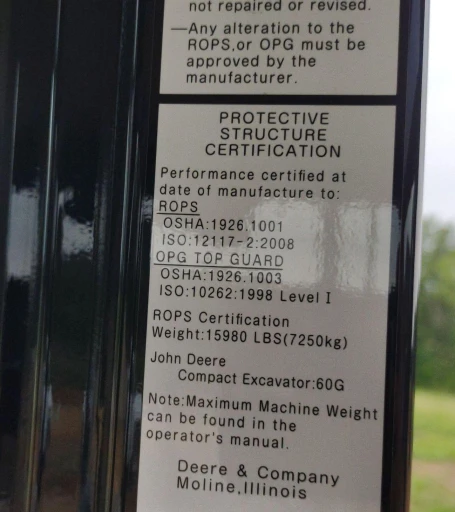 not repaired or revised.
—Any alteration to the
ROPS,or OPG must be
approved by the
manufacturer.
PROTECTIVE
STRUCTURE
CERTIFICATION
Performance certified at
date of manufacture to:
ROPS
OSHA:1926.1001
ISO:12117-2:2008
OPG TOP GUARD
OSHA:1926.1003
ISO:10262:1998 Level I
ROPS Certification
Weight:15980 LBS(7250kg)
John Deere
Compact Excavator:60G
Note:Maximum Machine Weight
can be found in the
operator's manual.
Deere & Company
Moline,Illinois